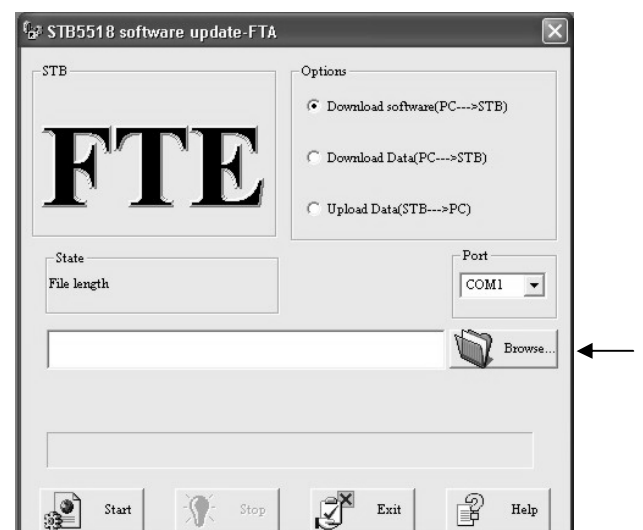 STB5518 software update-FTA
STB
FTE
Options
Download software(PC--->STB)
Download Data(PC--->STB)
Upload Data(STB--->PC)
State
File length
Port
COM1
Browse...
Start
Stop
Exit
Help